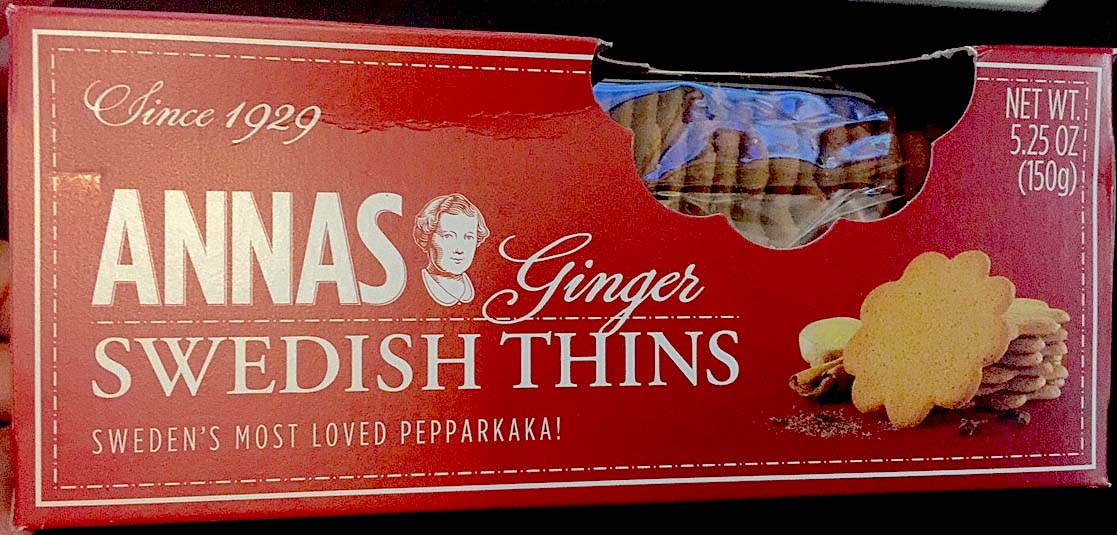 Since 1929
NET WT.
5.25 OZ
(150g)
ANNAS
Ginger
SWEDISH THINS
SWEDEN'S MOST LOVED PEPPARKAKA!